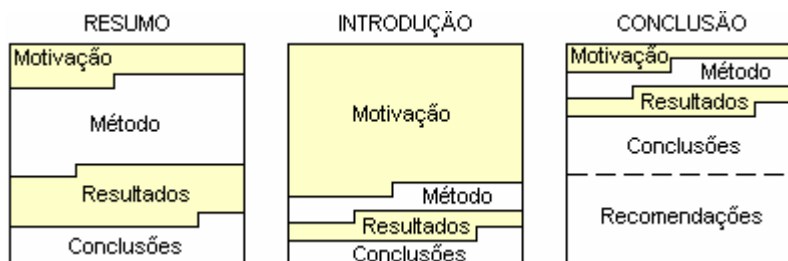 RESUMO
Motivação
Método
Resultados
Conclusões
INTRODUÇÃO
Motivação
Método
Resultados
Conclusões
CONCLUSÃO
Motivação
Método
Resultados
Conclusões
Recomendações